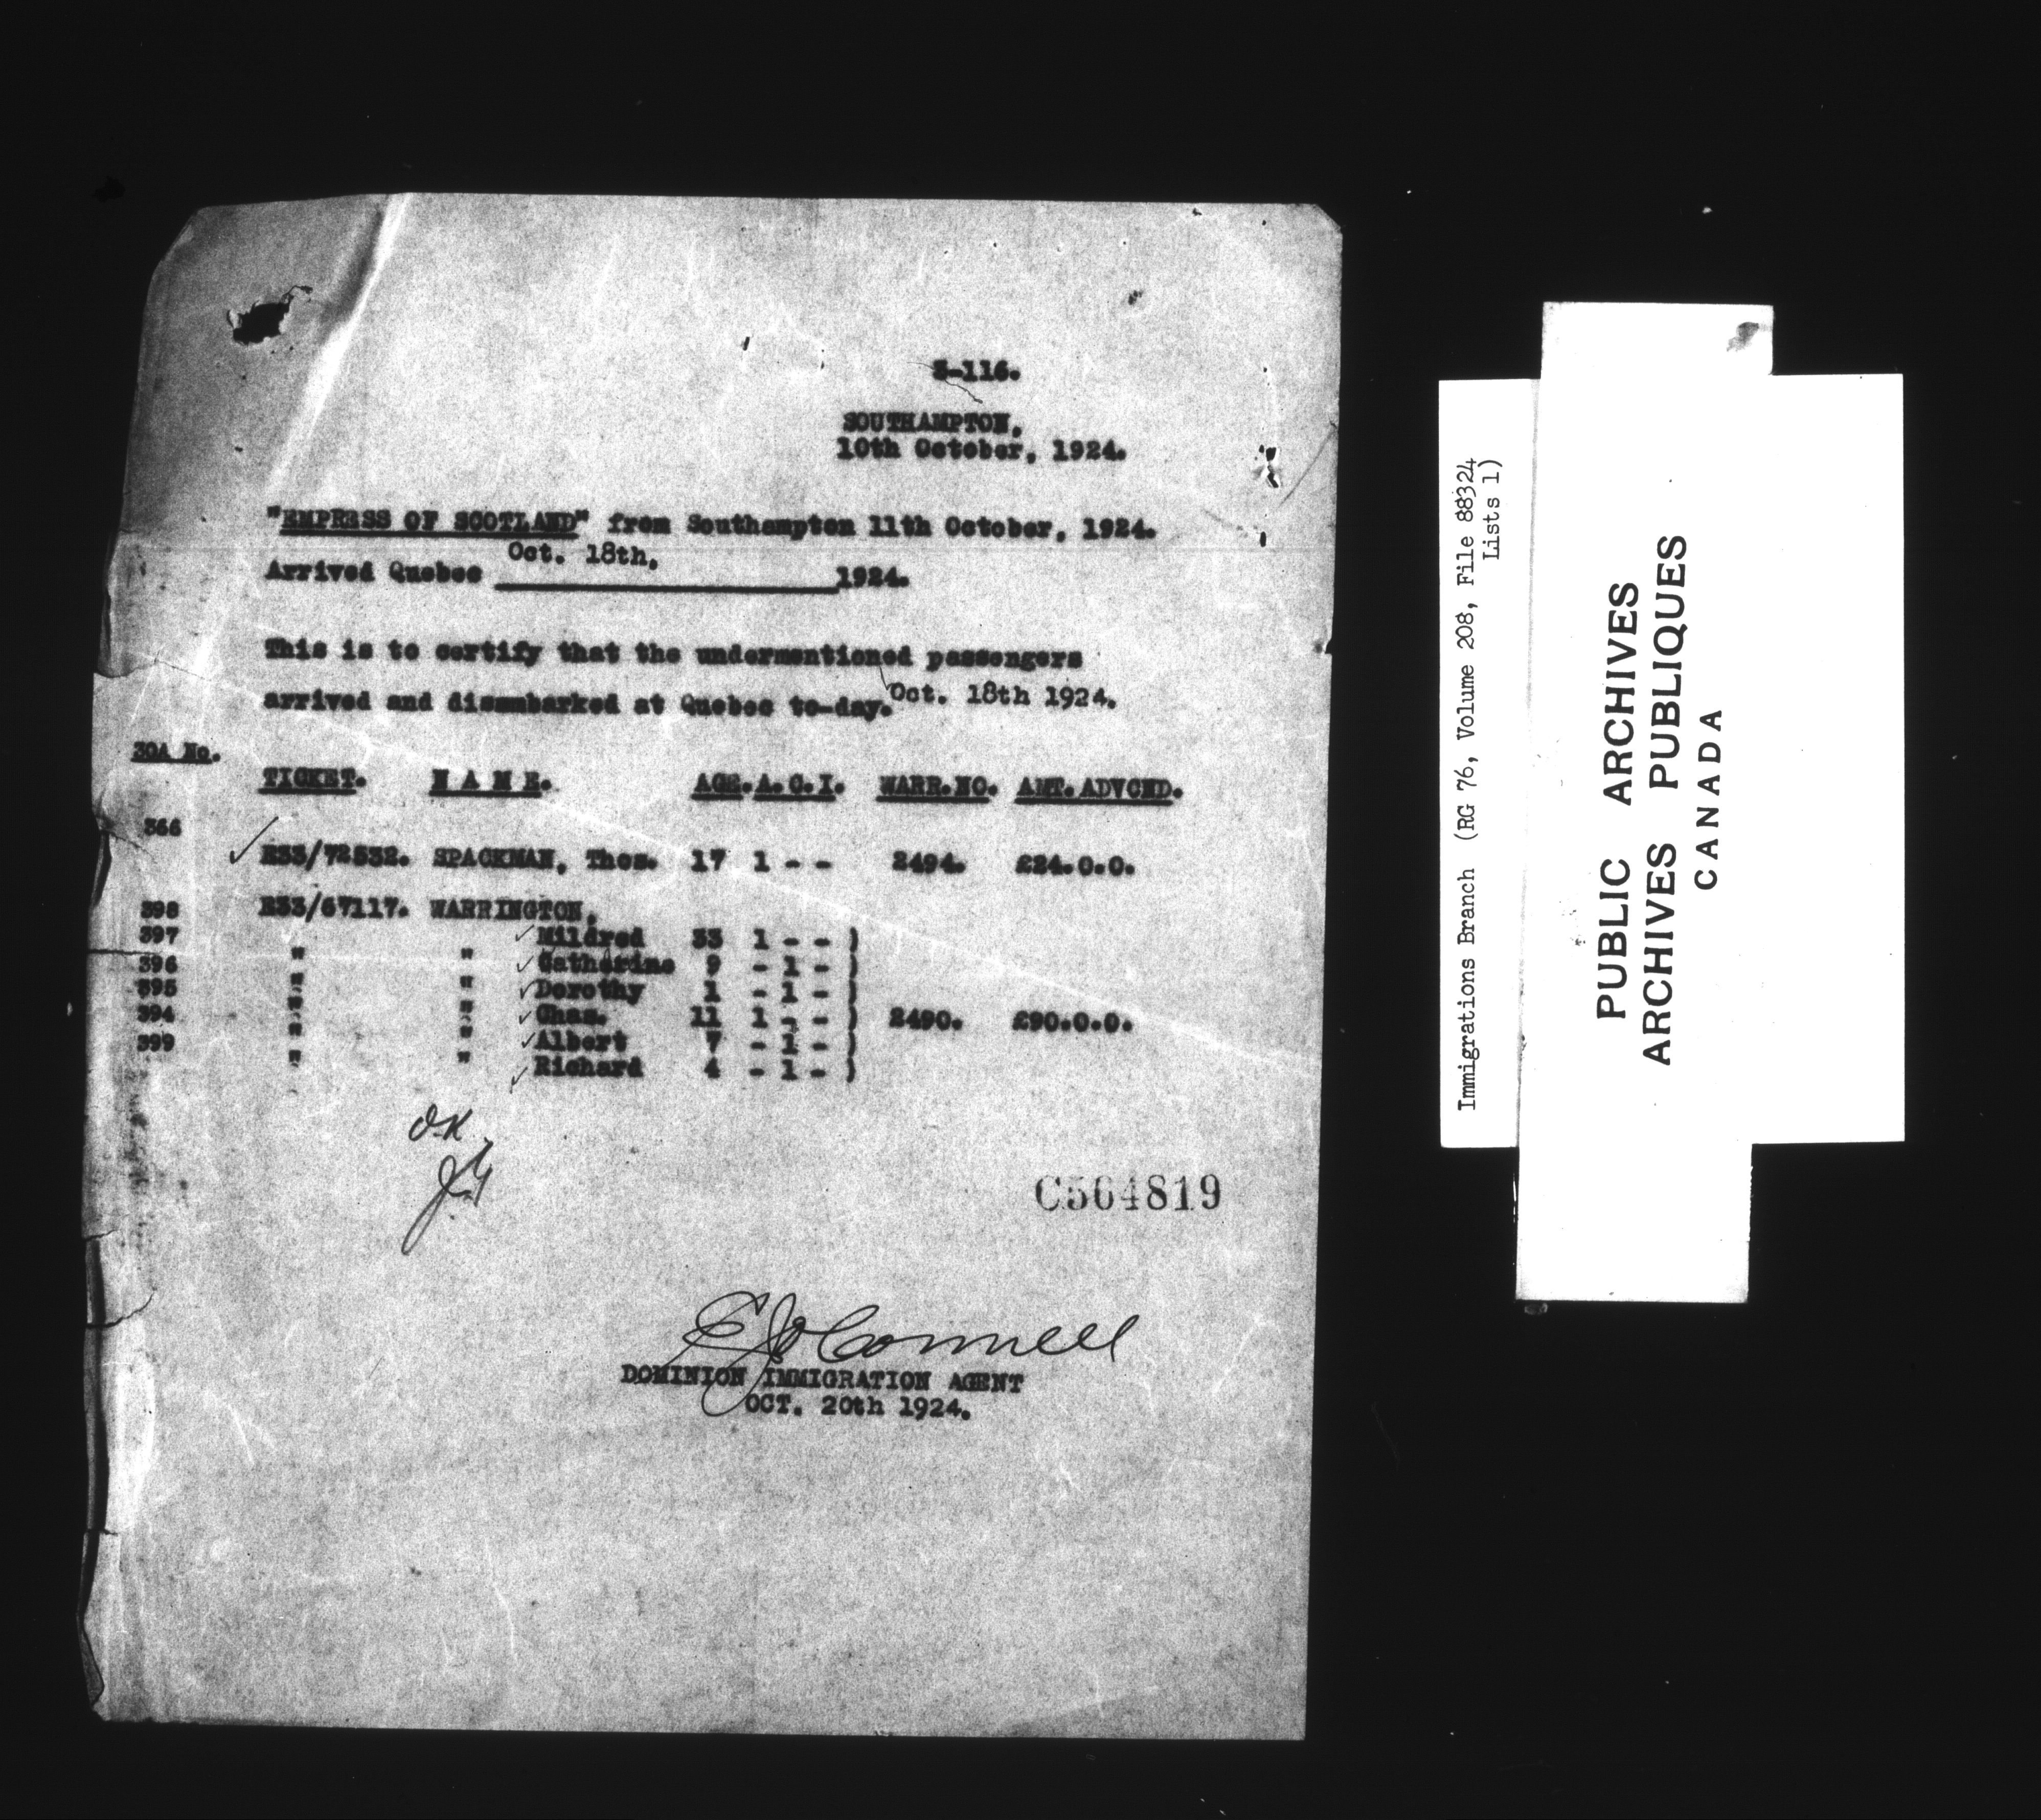 S-116.
SOUTHAMPTON,
10th October, 1924.
"EMPRESS OF SCOTLAND" from Southampton 11th October, 1924.
Oct. 18th,
Arrived Quebec 1924.
This is to certify that the undermentioned passengers
arrived and disembarked at Quebec to-day. Oct. 18th 1924.
30A No.
TICKET. N A M E. AGE. A. C. I. WARR.NO. AMT. ADVCND.
366
E33/72532. SPACKMAN, Thos. 17 1 - - 2494. £24.0.0.
398 E33/67117. WARRINGTON,
397 Mildred 33 1 - - )
396 " " Catherine 9 - 1 - )
395 " " Dorothy 1 - 1 - )
394 " " Chas. 11 1 - - ) 2490. £90.0.0.
399 " " Albert 7 - 1 - )
" " Richard 4 - 1 - )
O.K.
C564819
E J O'Connell
DOMINION IMMIGRATION AGENT
OCT. 20th 1924.
Immigrations Branch (RG 76, Volume 208, File 88324
Lists 1)
PUBLIC ARCHIVES
ARCHIVES PUBLIQUES
CANADA